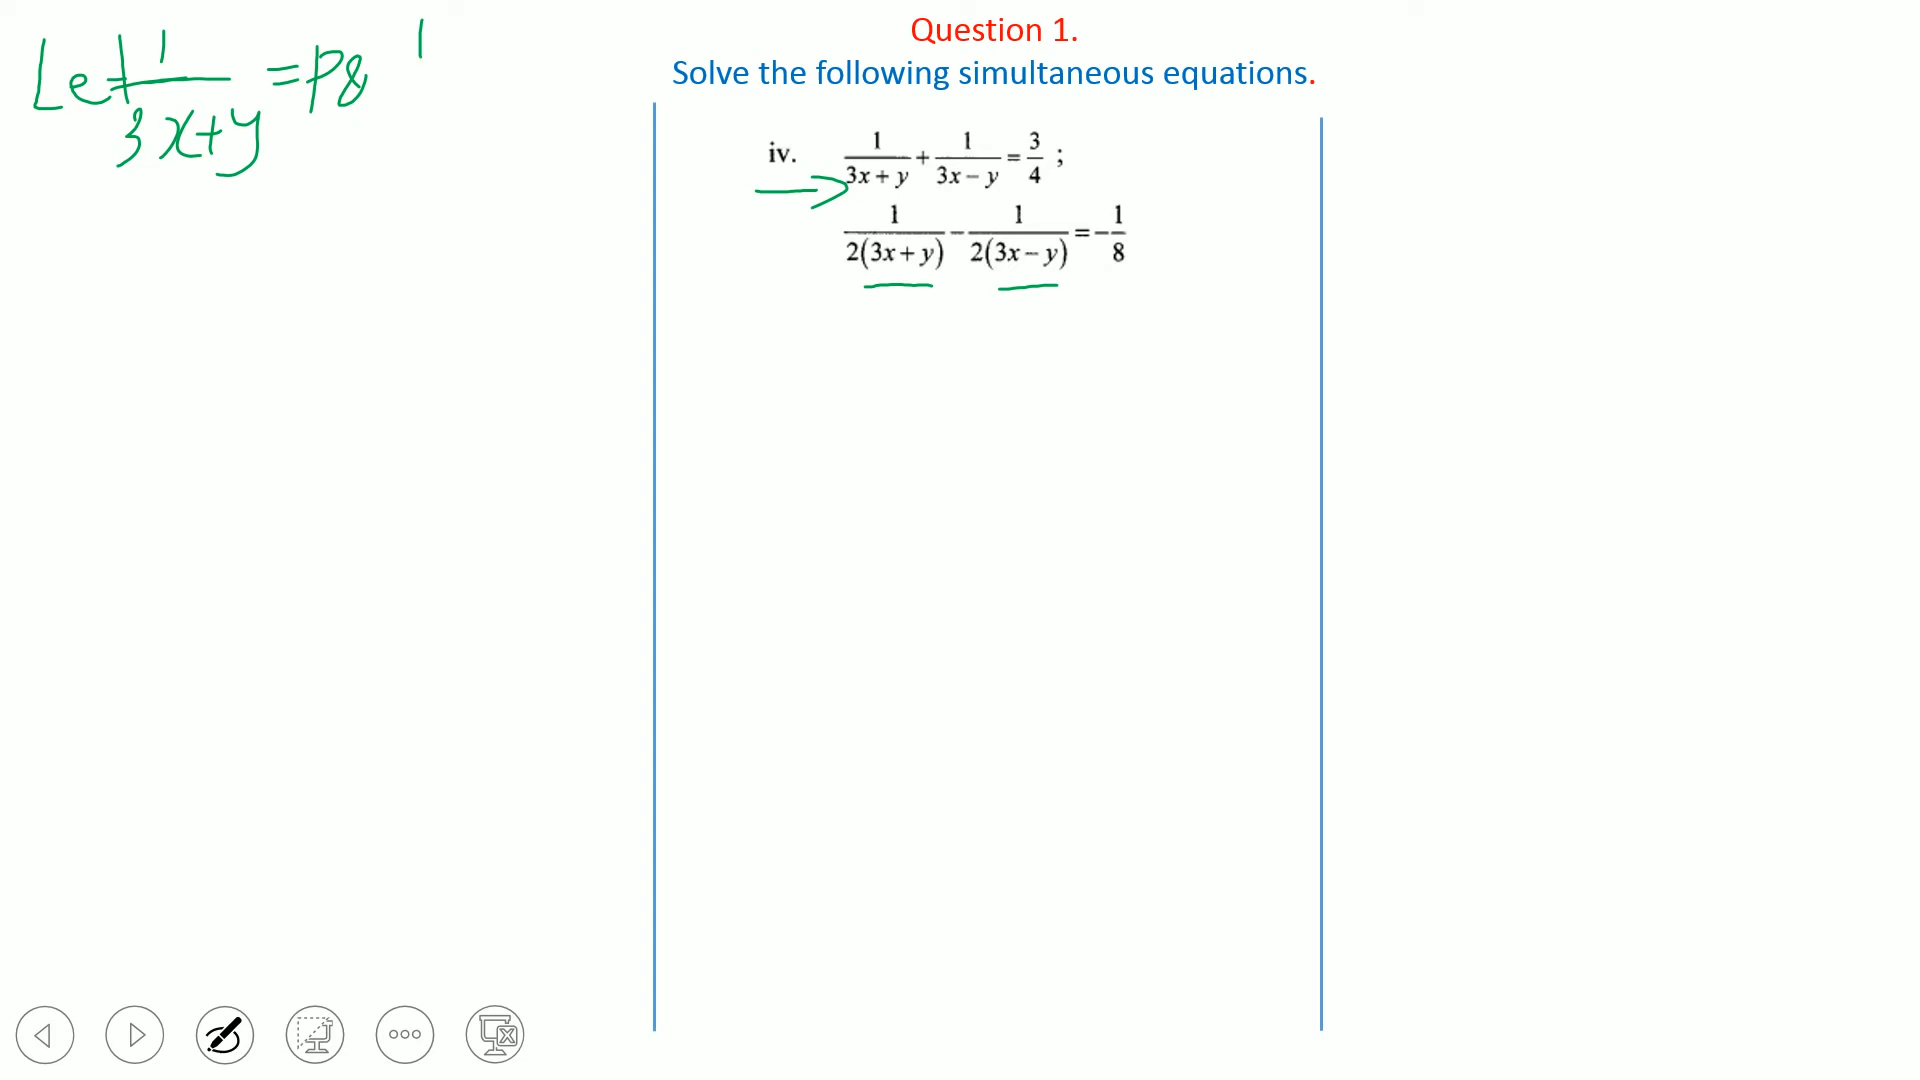 Let 1/(3x+y) = p & 1
Question 1.
Solve the following simultaneous equations.
iv. 1/(3x + y) + 1/(3x − y) = 3/4 ;
1/(2(3x + y)) − 1/(2(3x − y)) = −1/8